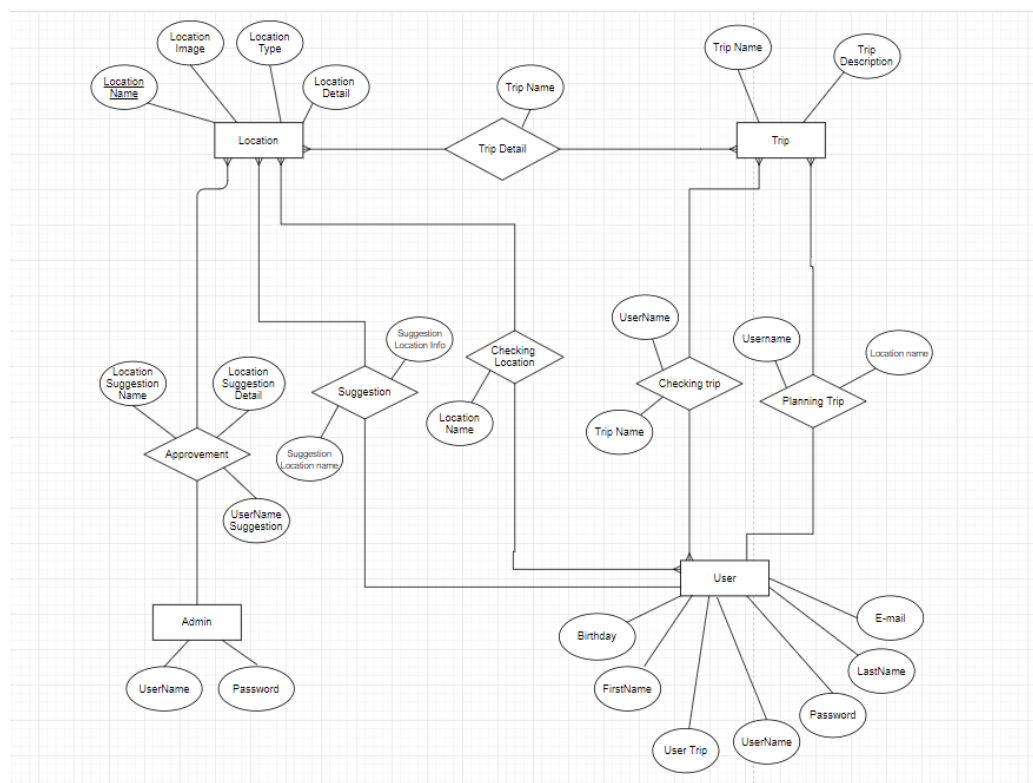 Location
Image
Location
Type
Location
Name
Location
Detail
Trip Name
Trip Name
Trip
Description
Location
Trip Detail
Trip
Suggestion
Location Info
UserName
Username
Location name
Checking
Location
Location
Suggestion
Name
Location
Suggestion
Detail
Suggestion
Checking trip
Planning Trip
Location
Name
Trip Name
Approvement
Suggestion
Location name
UserName
Suggestion
User
Admin
Birthday
E-mail
LastName
UserName
Password
FirstName
Password
User Trip
UserName